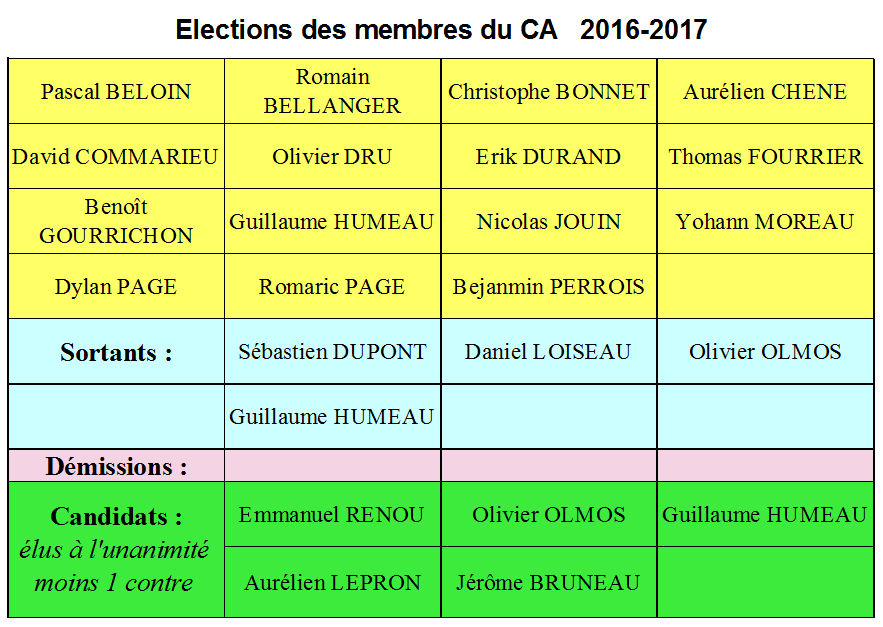 Elections des membres du CA 2016-2017
Pascal BELOIN
Romain
BELLANGER
Christophe BONNET
Aurélien CHENE
David COMMARIEU
Olivier DRU
Erik DURAND
Thomas FOURRIER
Benoît
GOURRICHON
Guillaume HUMEAU
Nicolas JOUIN
Yohann MOREAU
Dylan PAGE
Romaric PAGE
Bejanmin PERROIS
Sortants :
Sébastien DUPONT
Daniel LOISEAU
Olivier OLMOS
Guillaume HUMEAU
Démissions :
Candidats :
élus à l'unanimité
moins 1 contre
Emmanuel RENOU
Olivier OLMOS
Guillaume HUMEAU
Aurélien LEPRON
Jérôme BRUNEAU